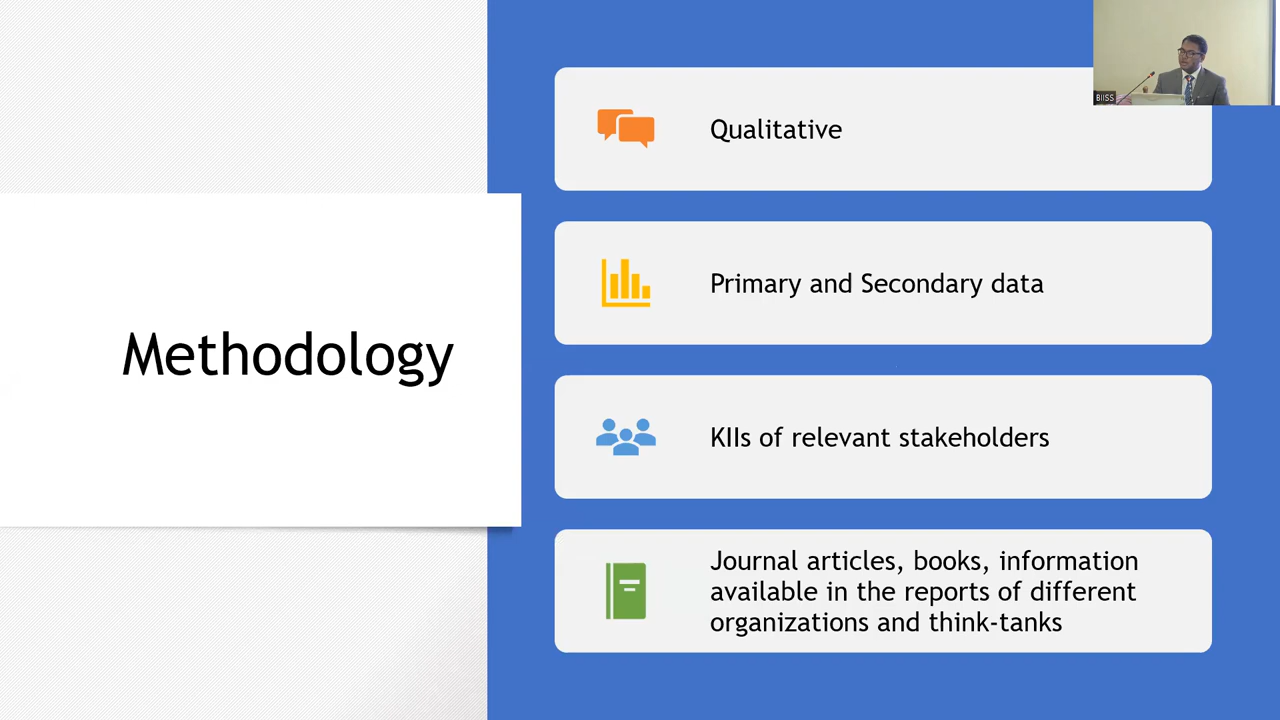 BIISS
Qualitative
Primary and Secondary data
Methodology
KIIs of relevant stakeholders
Journal articles, books, information
available in the reports of different
organizations and think-tanks